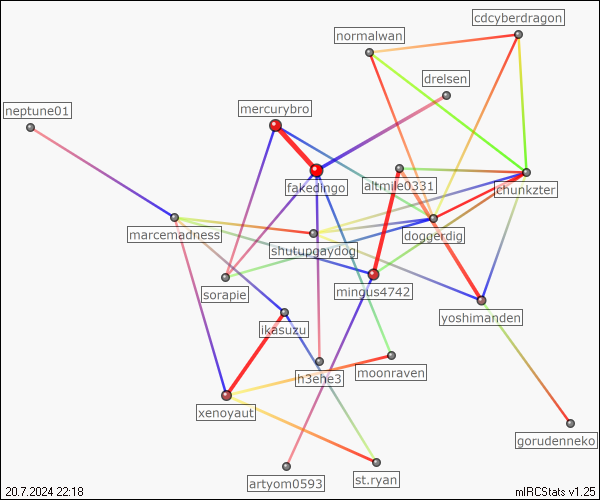 cdcyberdragon
normalwan
drelsen
neptune01
mercurybro
fakedingo
altmile0331
chunkzter
marcemadness
doggerdig
shutupgaydog
sorapie
mingus4742
yoshimanden
ikasuzu
moonraven
h3ehe3
xenoyaut
gorudenneko
artyom0593
st.ryan
20.7.2024 22:18
mIRCStats v1.25